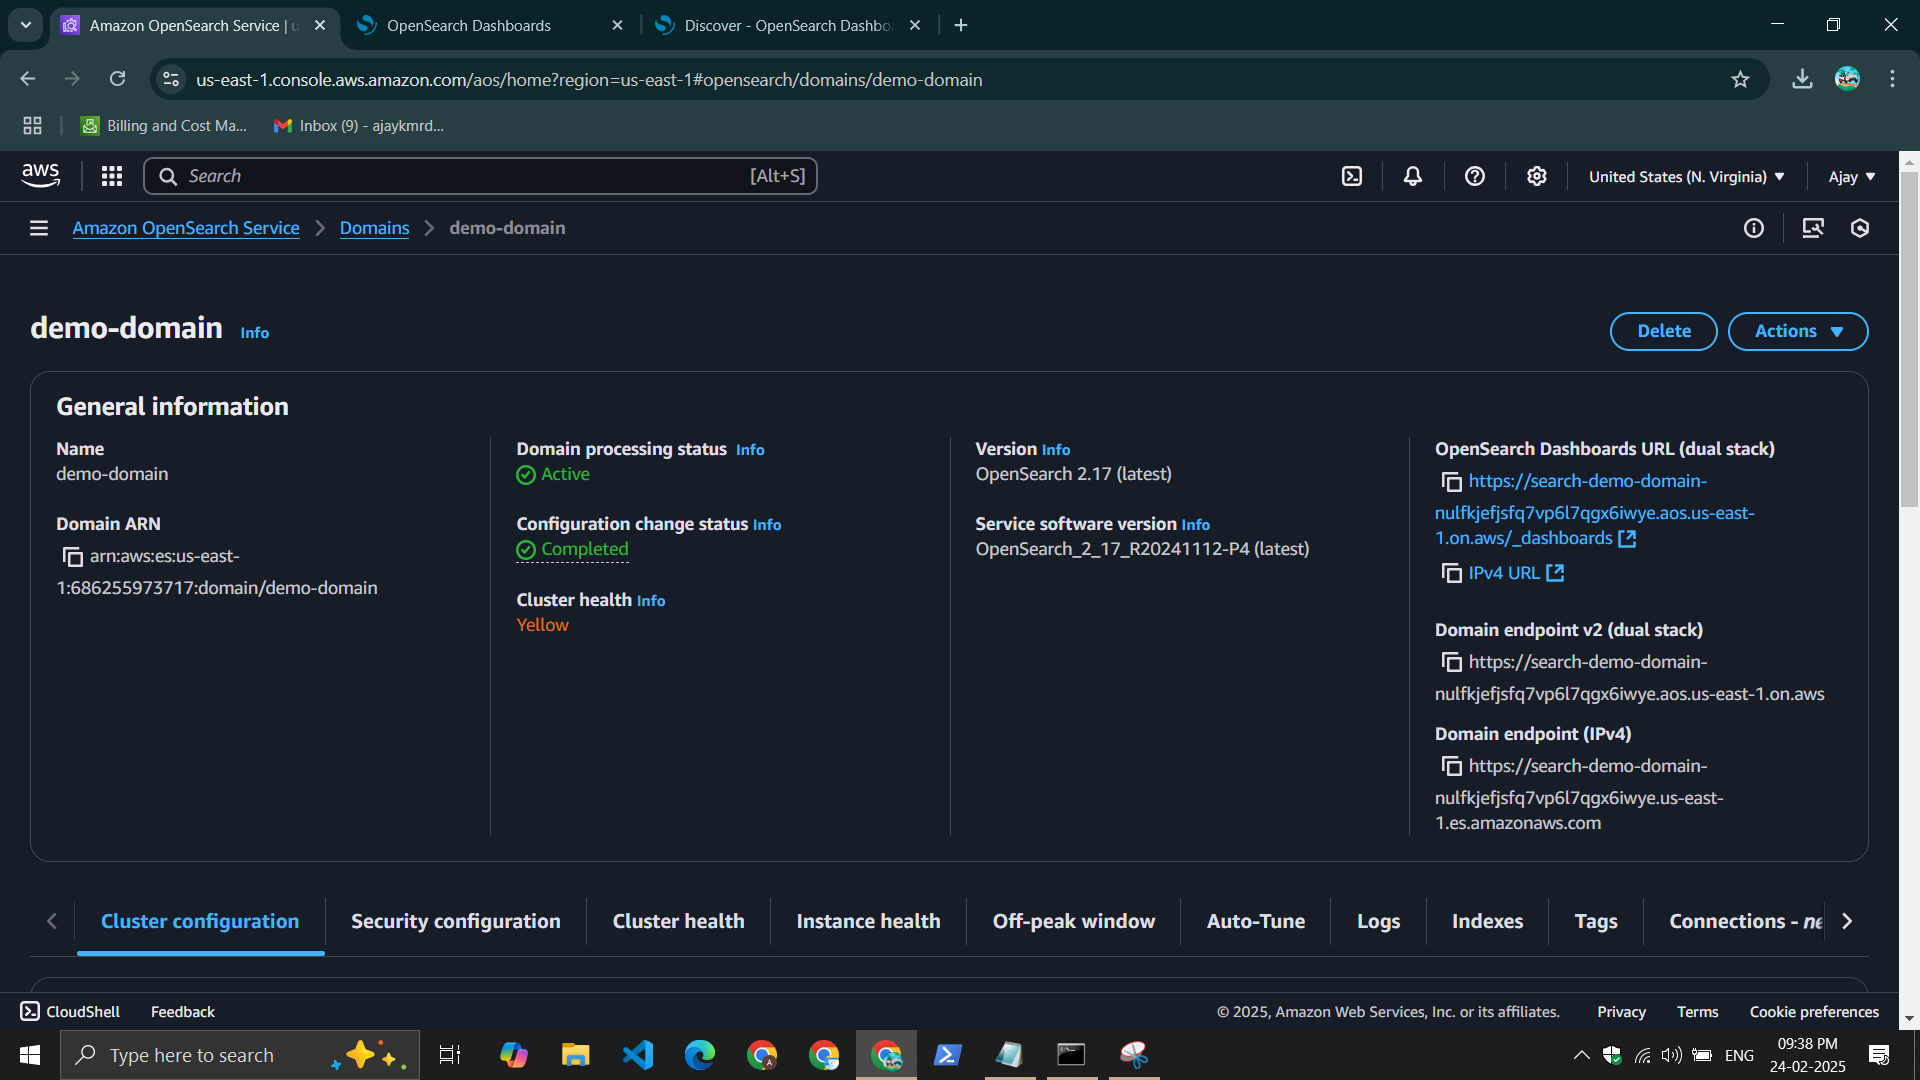 Amazon OpenSearch Service | u
OpenSearch Dashboards
Discover - OpenSearch Dashbo
us-east-1.console.aws.amazon.com/aos/home?region=us-east-1#opensearch/domains/demo-domain
Billing and Cost Ma...
Inbox (9) - ajaykmrd...
aws
Search
[Alt+S]
United States (N. Virginia)
Ajay
Amazon OpenSearch Service
Domains
demo-domain
demo-domain
Info
Delete
Actions
General information
Name
demo-domain
Domain ARN
arn:aws:es:us-east-
1:686255973717:domain/demo-domain
Domain processing status Info
Active
Configuration change status Info
Completed
Cluster health Info
Yellow
Version Info
OpenSearch 2.17 (latest)
Service software version Info
OpenSearch_2_17_R20241112-P4 (latest)
OpenSearch Dashboards URL (dual stack)
https://search-demo-domain-
nulfkjefjsfq7vp6l7qgx6iwye.aos.us-east-
1.on.aws/_dashboards
IPv4 URL
Domain endpoint v2 (dual stack)
https://search-demo-domain-
nulfkjefjsfq7vp6l7qgx6iwye.aos.us-east-1.on.aws
Domain endpoint (IPv4)
https://search-demo-domain-
nulfkjefjsfq7vp6l7qgx6iwye.us-east-
1.es.amazonaws.com
Cluster configuration
Security configuration
Cluster health
Instance health
Off-peak window
Auto-Tune
Logs
Indexes
Tags
Connections - ne
CloudShell
Feedback
© 2025, Amazon Web Services, Inc. or its affiliates.
Privacy
Terms
Cookie preferences
Type here to search
ENG
09:38 PM
24-02-2025